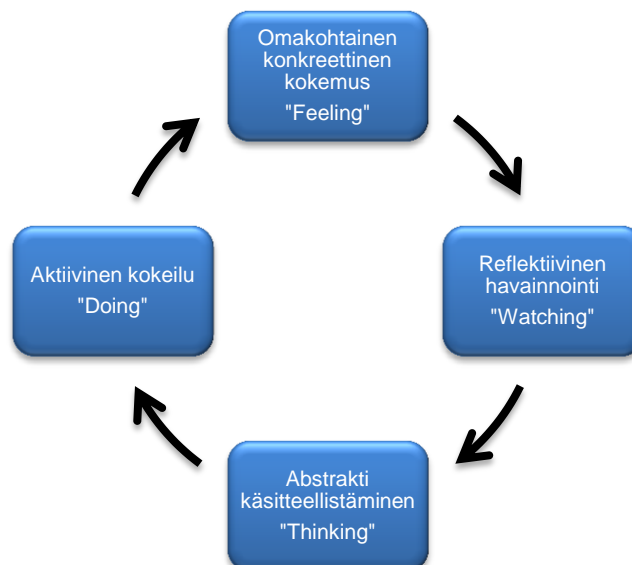 Omakohtainen
konkreettinen
kokemus
"Feeling"
Reflektiivinen
havainnointi
"Watching"
Abstrakti
käsitteellistäminen
"Thinking"
Aktiivinen kokeilu
"Doing"